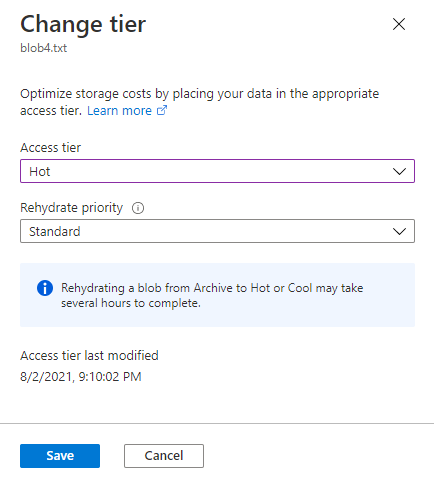 Change tier
blob4.txt
Optimize storage costs by placing your data in the appropriate
access tier. Learn more
Access tier
Hot
Rehydrate priority
Standard
Rehydrating a blob from Archive to Hot or Cool may take
several hours to complete.
Access tier last modified
8/2/2021, 9:10:02 PM
Save
Cancel